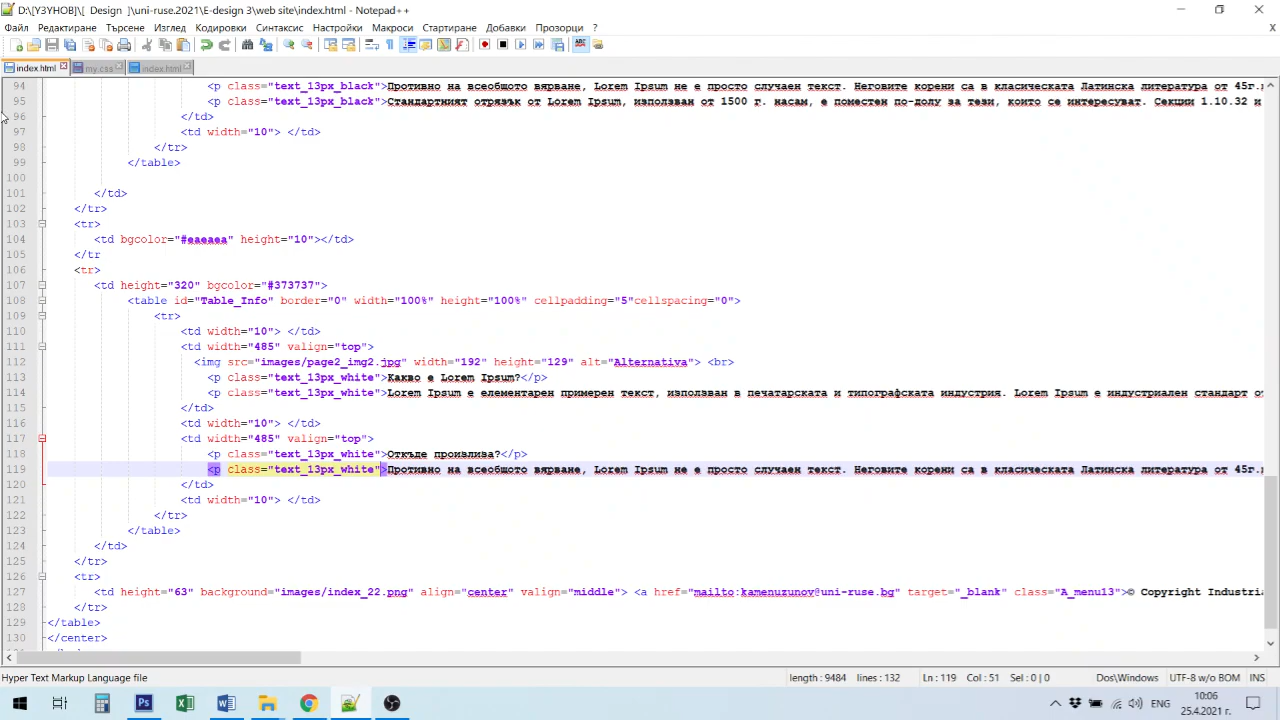 D:\[УЗУНОВ]\[ Design ]\uni-ruse.2021\E-design 3\web site\index.html - Notepad++
Файл Редактиране Търсене Изглед Кодировки Синтаксис Настройки Макроси Стартиране Добавки Прозорци ?
index.html my.css index.html
94 <p class="text_13px_black">Противно на всеобщото вярване, Lorem Ipsum не е просто случаен текст. Неговите корени са в класическата Латинска литература от 45г.
95 <p class="text_13px_black">Стандартният отрязък от Lorem Ipsum, използван от 1500 г. насам, е поместен по-долу за тези, които се интересуват. Секции 1.10.32 и
96 </td>
97 <td width="10"> </td>
98 </tr>
99 </table>
100
101 </td>
102 </tr>
103 <tr>
104 <td bgcolor="#eaeaea" height="10"></td>
105 </tr
106 <tr>
107 <td height="320" bgcolor="#373737">
108 <table id="Table_Info" border="0" width="100%" height="100%" cellpadding="5"cellspacing="0">
109 <tr>
110 <td width="10"> </td>
111 <td width="485" valign="top">
112 <img src="images/page2_img2.jpg" width="192" height="129" alt="Alternativa"> <br>
113 <p class="text_13px_white">Какво е Lorem Ipsum?</p>
114 <p class="text_13px_white">Lorem Ipsum е елементарен примерен текст, използван в печатарската и типографската индустрия. Lorem Ipsum е индустриален стандарт
115 </td>
116 <td width="10"> </td>
117 <td width="485" valign="top">
118 <p class="text_13px_white">Откъде произлиза?</p>
119 <p class="text_13px_white">Противно на всеобщото вярване, Lorem Ipsum не е просто случаен текст. Неговите корени са в класическата Латинска литература от 45г.
120 </td>
121 <td width="10"> </td>
122 </tr>
123 </table>
124 </td>
125 </tr>
126 <tr>
127 <td height="63" background="images/index_22.png" align="center" valign="middle"> <a href="mailto:kamenuzunov@uni-ruse.bg" target="_blank" class="A_menu13">© Copyright Industria
128 </tr>
129 </table>
130 </center>
Hyper Text Markup Language file length : 9484 lines : 132 Ln : 119 Col : 51 Sel : 0 | 0 Dos\Windows UTF-8 w/o BOM INS
ENG 10:06
25.4.2021 г.